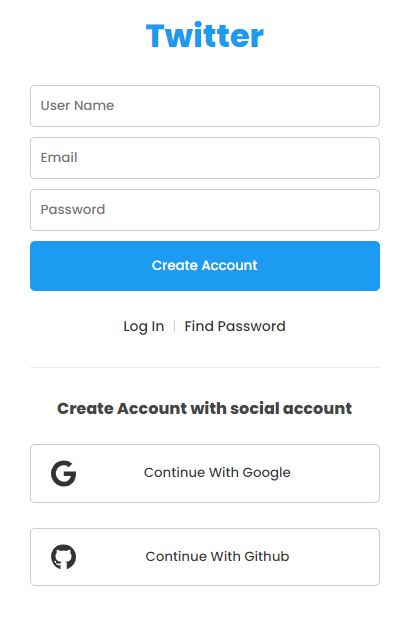 Twitter
User Name
Email
Password
Create Account
Log In | Find Password
Create Account with social account
Continue With Google
Continue With Github